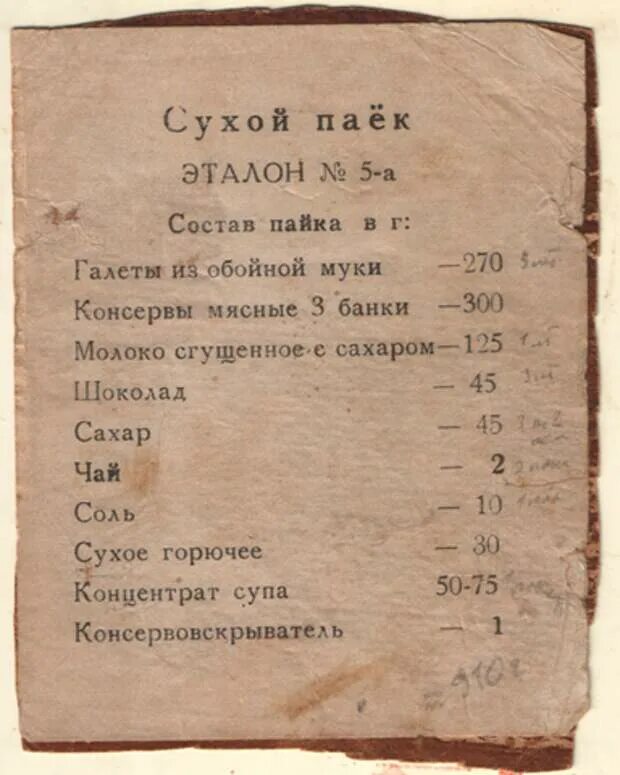 Сухой паёк
ЭТАЛОН № 5-а
Состав пайка в г:
Галеты из обойной муки —270
Консервы мясные 3 банки —300
Молоко сгущенное с сахаром—125
Шоколад — 45
Сахар — 45
Чай — 2
Соль — 10
Сухое горючее — 30
Концентрат супа 50-75
Консервовскрыватель — 1
910г